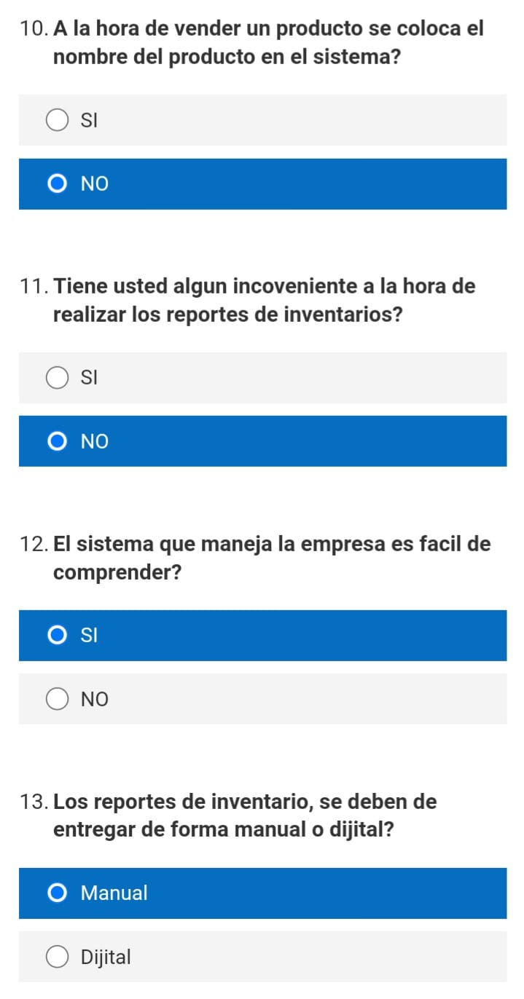 10. A la hora de vender un producto se coloca el
nombre del producto en el sistema?
SI
NO
11. Tiene usted algun incoveniente a la hora de
realizar los reportes de inventarios?
SI
NO
12. El sistema que maneja la empresa es facil de
comprender?
SI
NO
13. Los reportes de inventario, se deben de
entregar de forma manual o dijital?
Manual
Dijital